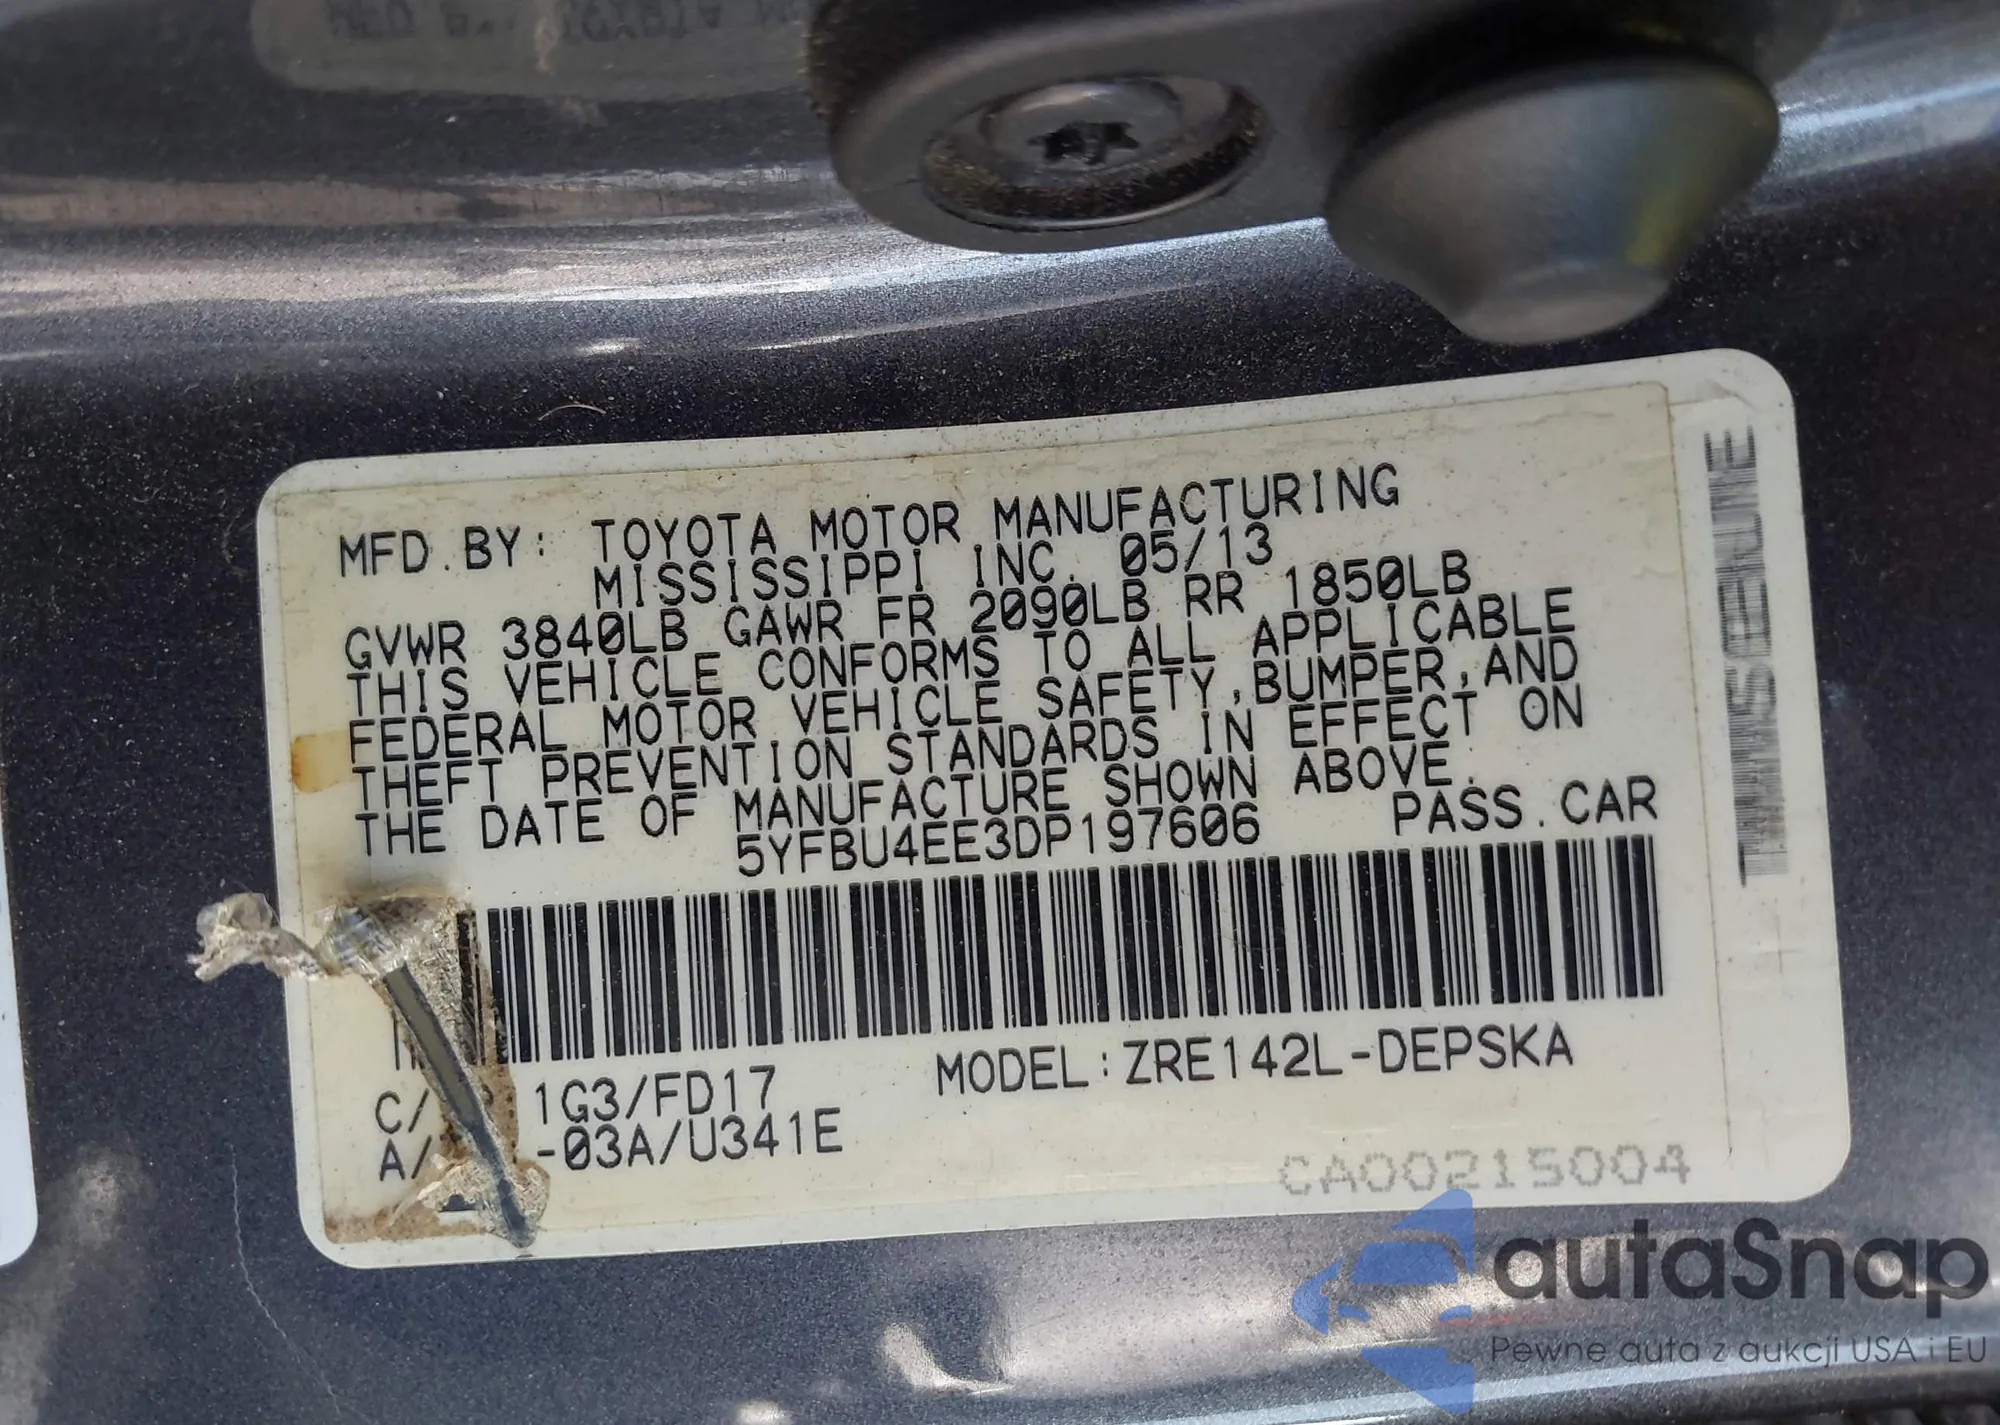 MFD.BY: TOYOTA MOTOR MANUFACTURING
MISSISSIPPI INC. 05/13
GVWR 3840LB GAWR FR 2090LB RR 1850LB
THIS VEHICLE CONFORMS TO ALL APPLICABLE
FEDERAL MOTOR VEHICLE SAFETY,BUMPER,AND
THEFT PREVENTION STANDARDS IN EFFECT ON
THE DATE OF MANUFACTURE SHOWN ABOVE.
5YFBU4EE3DP197606 PASS.CAR
MODEL:ZRE142L-DEPSKA
C/ 1G3/FD17
A/ -03A/U341E
CA00215004
autaSnap
Pewne auta z aukcji USA i EU